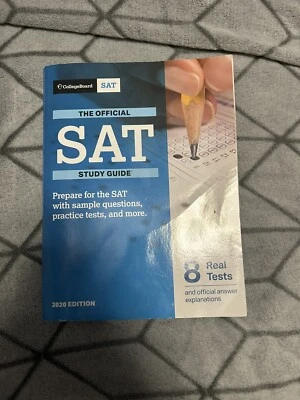 CollegeBoard SAT
THE OFFICIAL
SAT
STUDY GUIDE
Prepare for the SAT
with sample questions,
practice tests, and more.
8 Real
Tests
and official answer
explanations
2020 EDITION